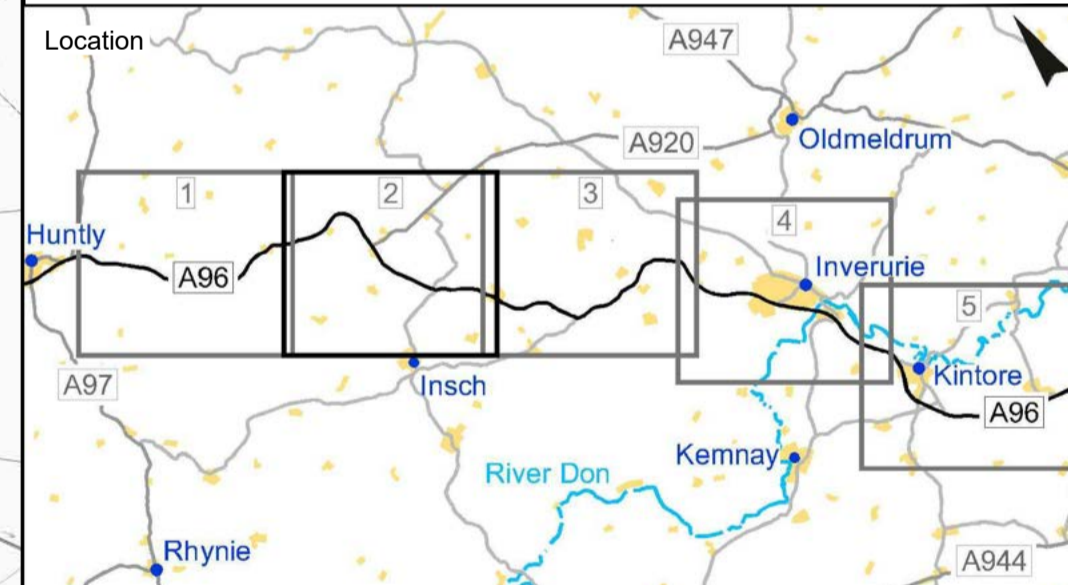 Location
A947
Oldmeldrum
A920
1
2
3
4
Huntly
A96
Inverurie
5
A97
Insch
Kintore
A96
Kemnay
River Don
Rhynie
A944